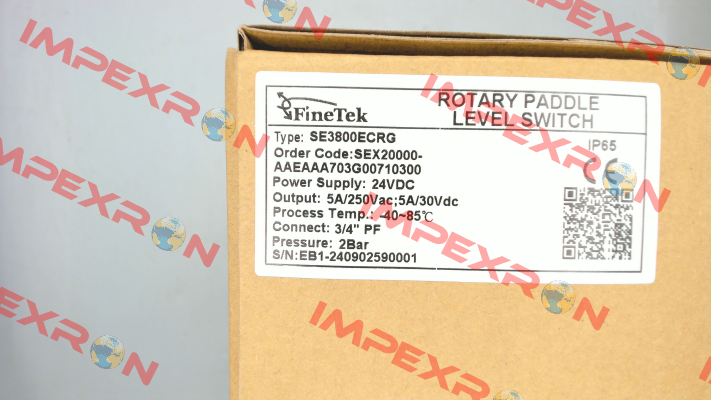 FineTek
ROTARY PADDLE
LEVEL SWITCH
Type: SE3800ECRG
IP65
Order Code:SEX20000-
AAEAAA703G00710300
CE
Power Supply: 24VDC
Output: 5A/250Vac;5A/30Vdc
Process Temp.: -40~85℃
Connect: 3/4" PF
Pressure: 2Bar
S/N:EB1-240902590001
IMPEXRON
IMPEXRON
IMPEXRON
IMPEXRON
IMPEXRON
IMPEXRON
IMPEXRON